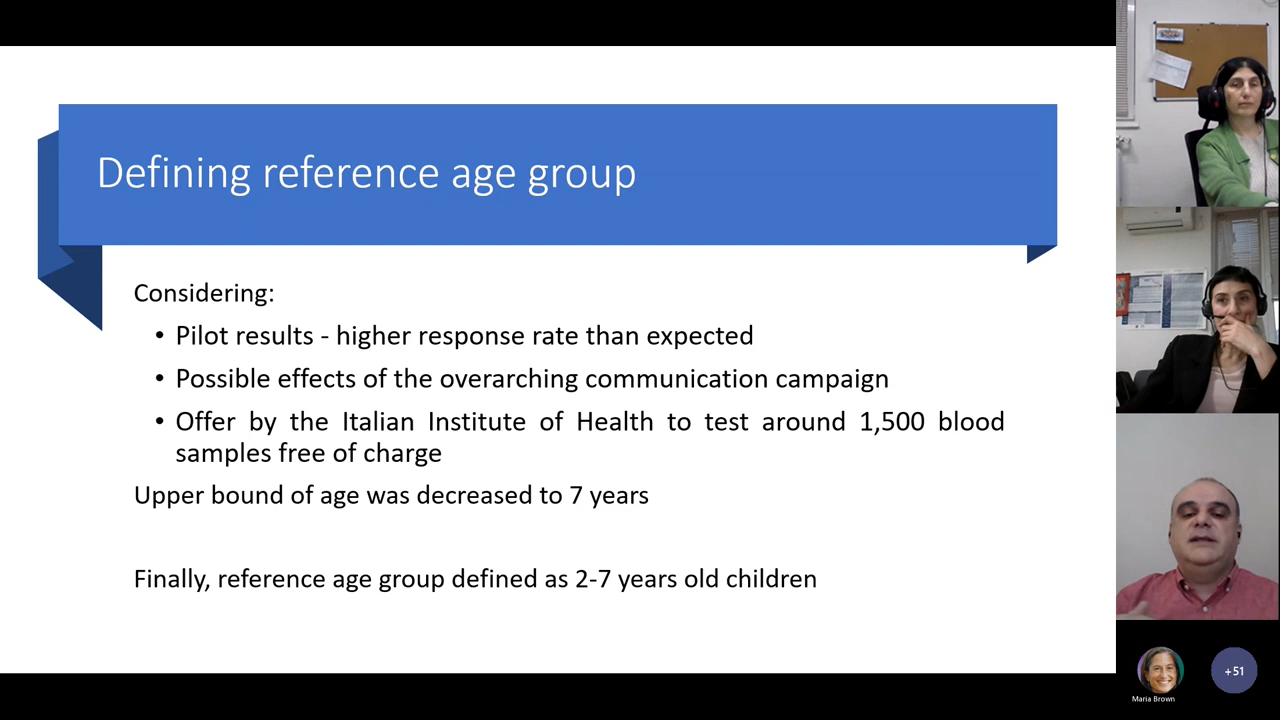 Defining reference age group
Considering:
• Pilot results - higher response rate than expected
• Possible effects of the overarching communication campaign
• Offer by the Italian Institute of Health to test around 1,500 blood
samples free of charge
Upper bound of age was decreased to 7 years
Finally, reference age group defined as 2-7 years old children
Maria Brown
+51